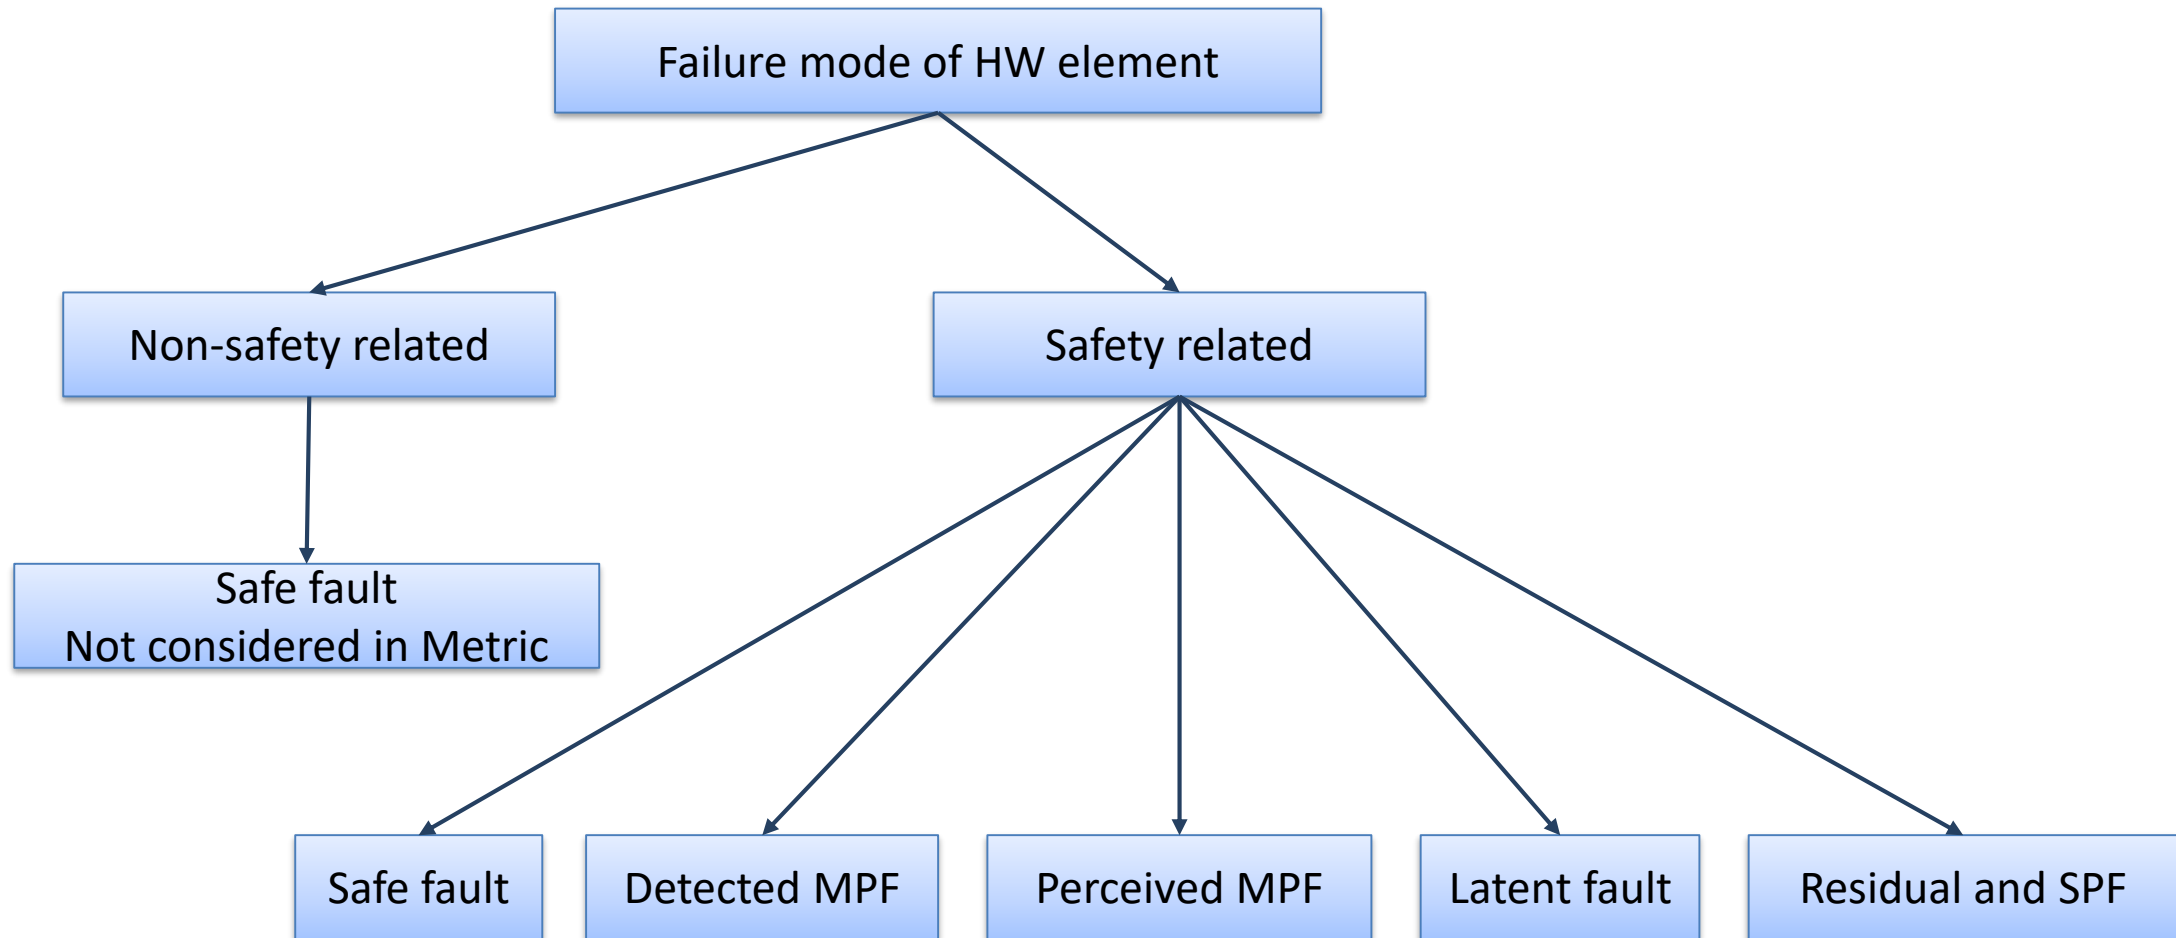 Failure mode of HW element
Non-safety related
Safety related
Safe fault
Not considered in Metric
Safe fault
Detected MPF
Perceived MPF
Latent fault
Residual and SPF